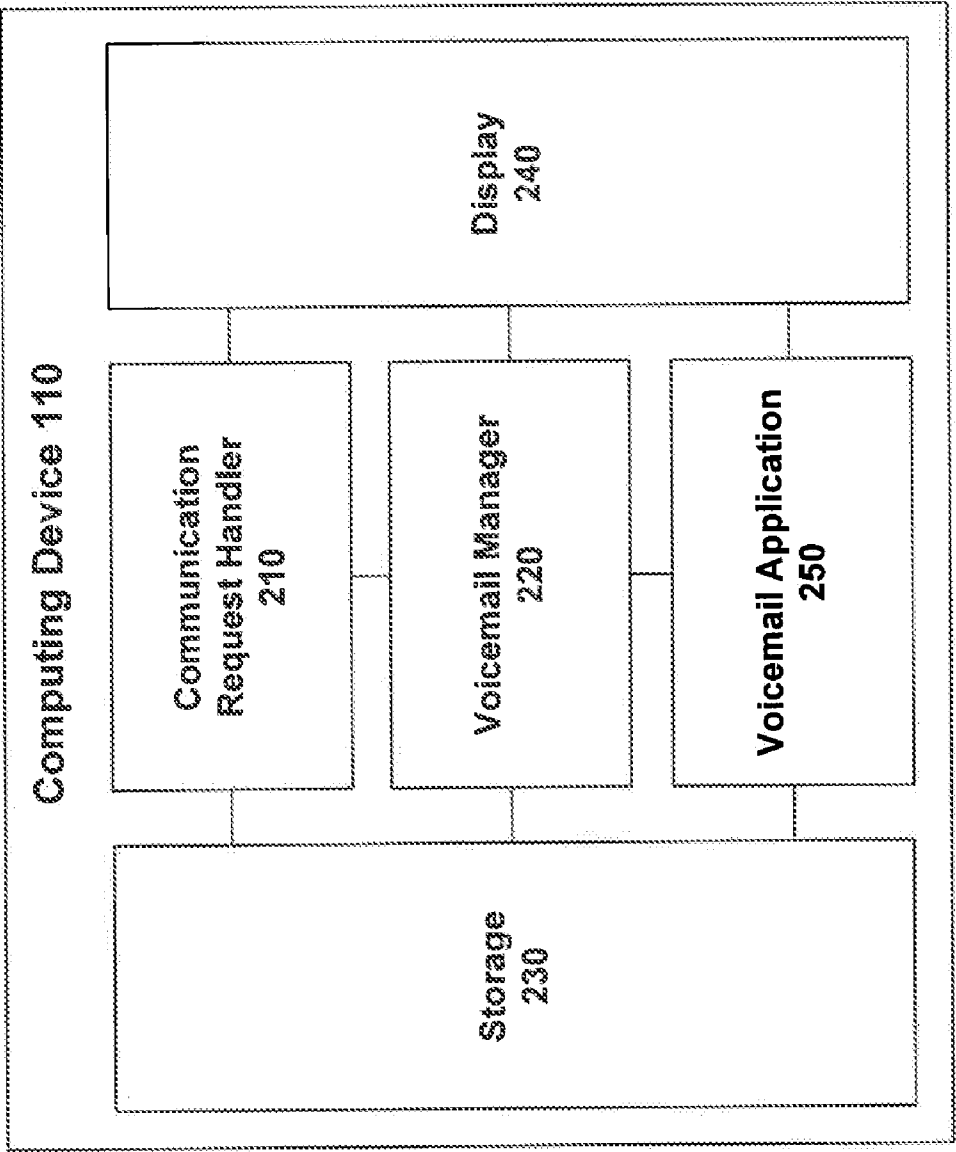 Computing Device 110
Storage
230
Communication
Request Handler
210
Voicemail Manager
220
Voicemail Application
250
Display
240